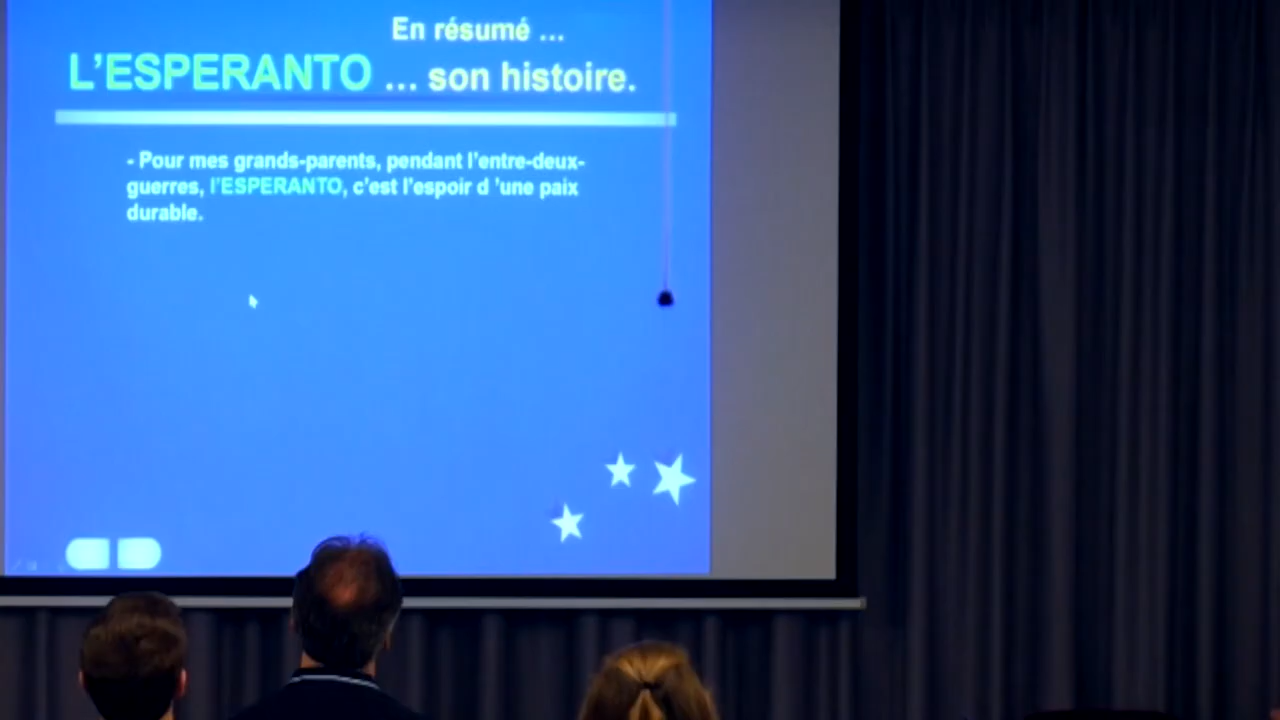 En résumé ...
L'ESPERANTO ... son histoire.
- Pour mes grands-parents, pendant l'entre-deux-
guerres, l'ESPERANTO, c'est l'espoir d 'une paix
durable.